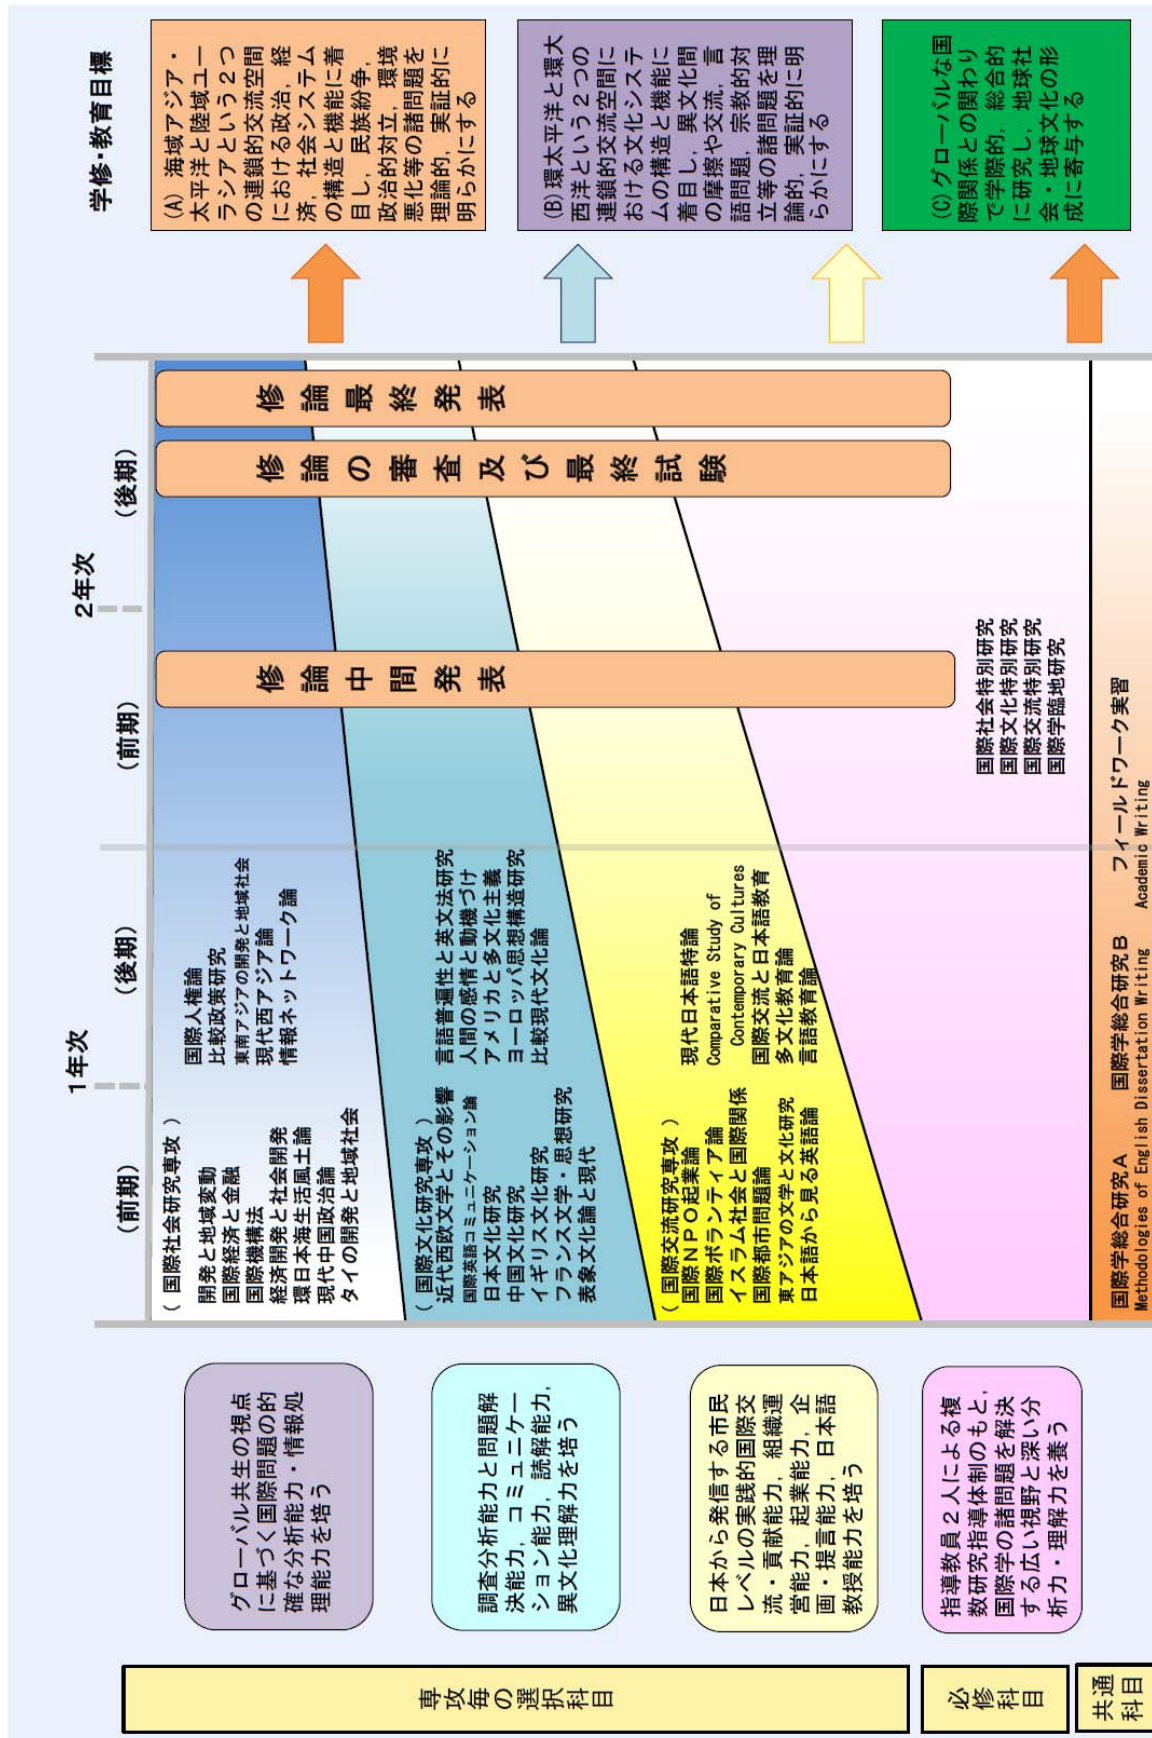 学修・教育目標
1年次
2年次
(前期)
(後期)
(前期)
(後期)
専攻毎の選択科目
必修科目
共通科目
グローバル共生の視点
に基づく国際問題の的
確な分析能力・情報処
理能力を培う
調査分析能力と問題解
決能力，コミュニケー
ション能力，読解能力，
異文化理解力を培う
日本から発信する市民
レベルの実践的国際交
流・貢献能力，組織運
営能力，起業能力，企
画・提言能力，日本語
教授能力を培う
指導教員２人による複
数研究指導体制のもと，
国際学の諸問題を解決
する広い視野と深い分
析力・理解力を養う
( 国際社会研究専攻 )
開発と地域変動
国際経済と金融
国際機構法
経済開発と社会開発
環日本海生活風土論
現代中国政治論
タイの開発と地域社会
国際人権論
比較政策研究
東南アジアの開発と地域社会
現代西アジア論
情報ネットワーク論
( 国際文化研究専攻 )
近代西欧文学とその影響
国際英語コミュニケーション論
日本文化研究
中国文化研究
イギリス文化研究
フランス文学・思想研究
表象文化論と現代
言語普遍性と英文法研究
人間の感情と動機づけ
アメリカと多文化主義
ヨーロッパ思想構造研究
比較現代文化論
( 国際交流研究専攻 )
国際ＮＰＯ起業論
国際ボランティア論
イスラム社会と国際関係
国際都市問題論
東アジアの文学と文化研究
日本語から見る英語論
現代日本語特論
Comparative Study of
Contemporary Cultures
国際交流と日本語教育
多文化教育論
言語教育論
国際社会特別研究
国際文化特別研究
国際交流特別研究
国際学臨地研究
国際学総合研究Ａ 国際学総合研究Ｂ フィールドワーク実習
Methodologies of English Dissertation Writing Academic Writing
修論中間発表
修論の審査及び最終試験
修論最終発表
(A) 海域アジア・
太平洋と陸域ユー
ラシアという２つ
の連鎖的交流空間
における政治，経
済，社会システム
の構造と機能に着
目し，民族紛争，
政治的対立，環境
悪化等の諸問題を
理論的，実証的に
明らかにする
(B)環太平洋と環大
西洋という２つの
連鎖的交流空間に
おける文化システ
ムの構造と機能に
着目し，異文化間
の摩擦や交流，言
語問題，宗教的対
立等の諸問題を理
論的，実証的に明
らかにする
(C)グローバルな国
際関係との関わり
で学際的，総合的
に研究し，地球社
会・地球文化の形
成に寄与する